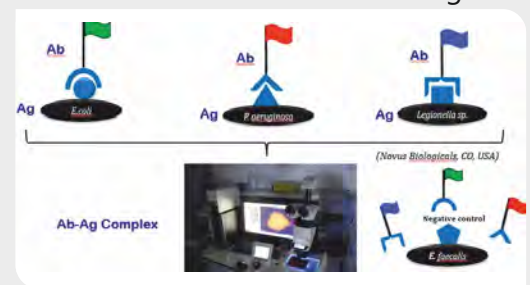 Ab
Ab
Ab
Ag
E.coli
Ag
P. aeruginosa
Ag
Legionella sp.
(Novus Biologicals, CO, USA)
Ab-Ag Complex
Negative control
E. faecalis